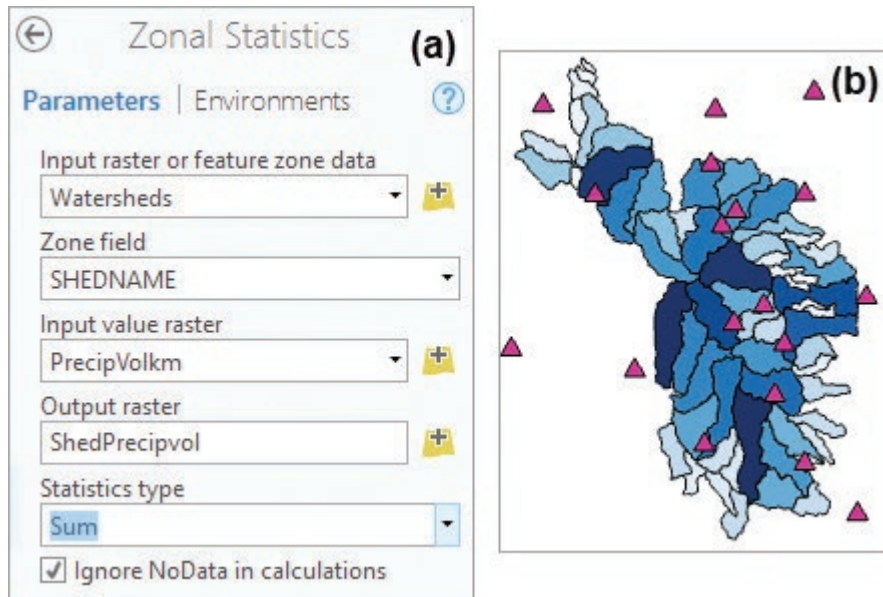 Zonal Statistics
(a)
Parameters | Environments
?
Input raster or feature zone data
Watersheds
Zone field
SHEDNAME
Input value raster
PrecipVolkm
Output raster
ShedPrecipvol
Statistics type
Sum
Ignore NoData in calculations
(b)